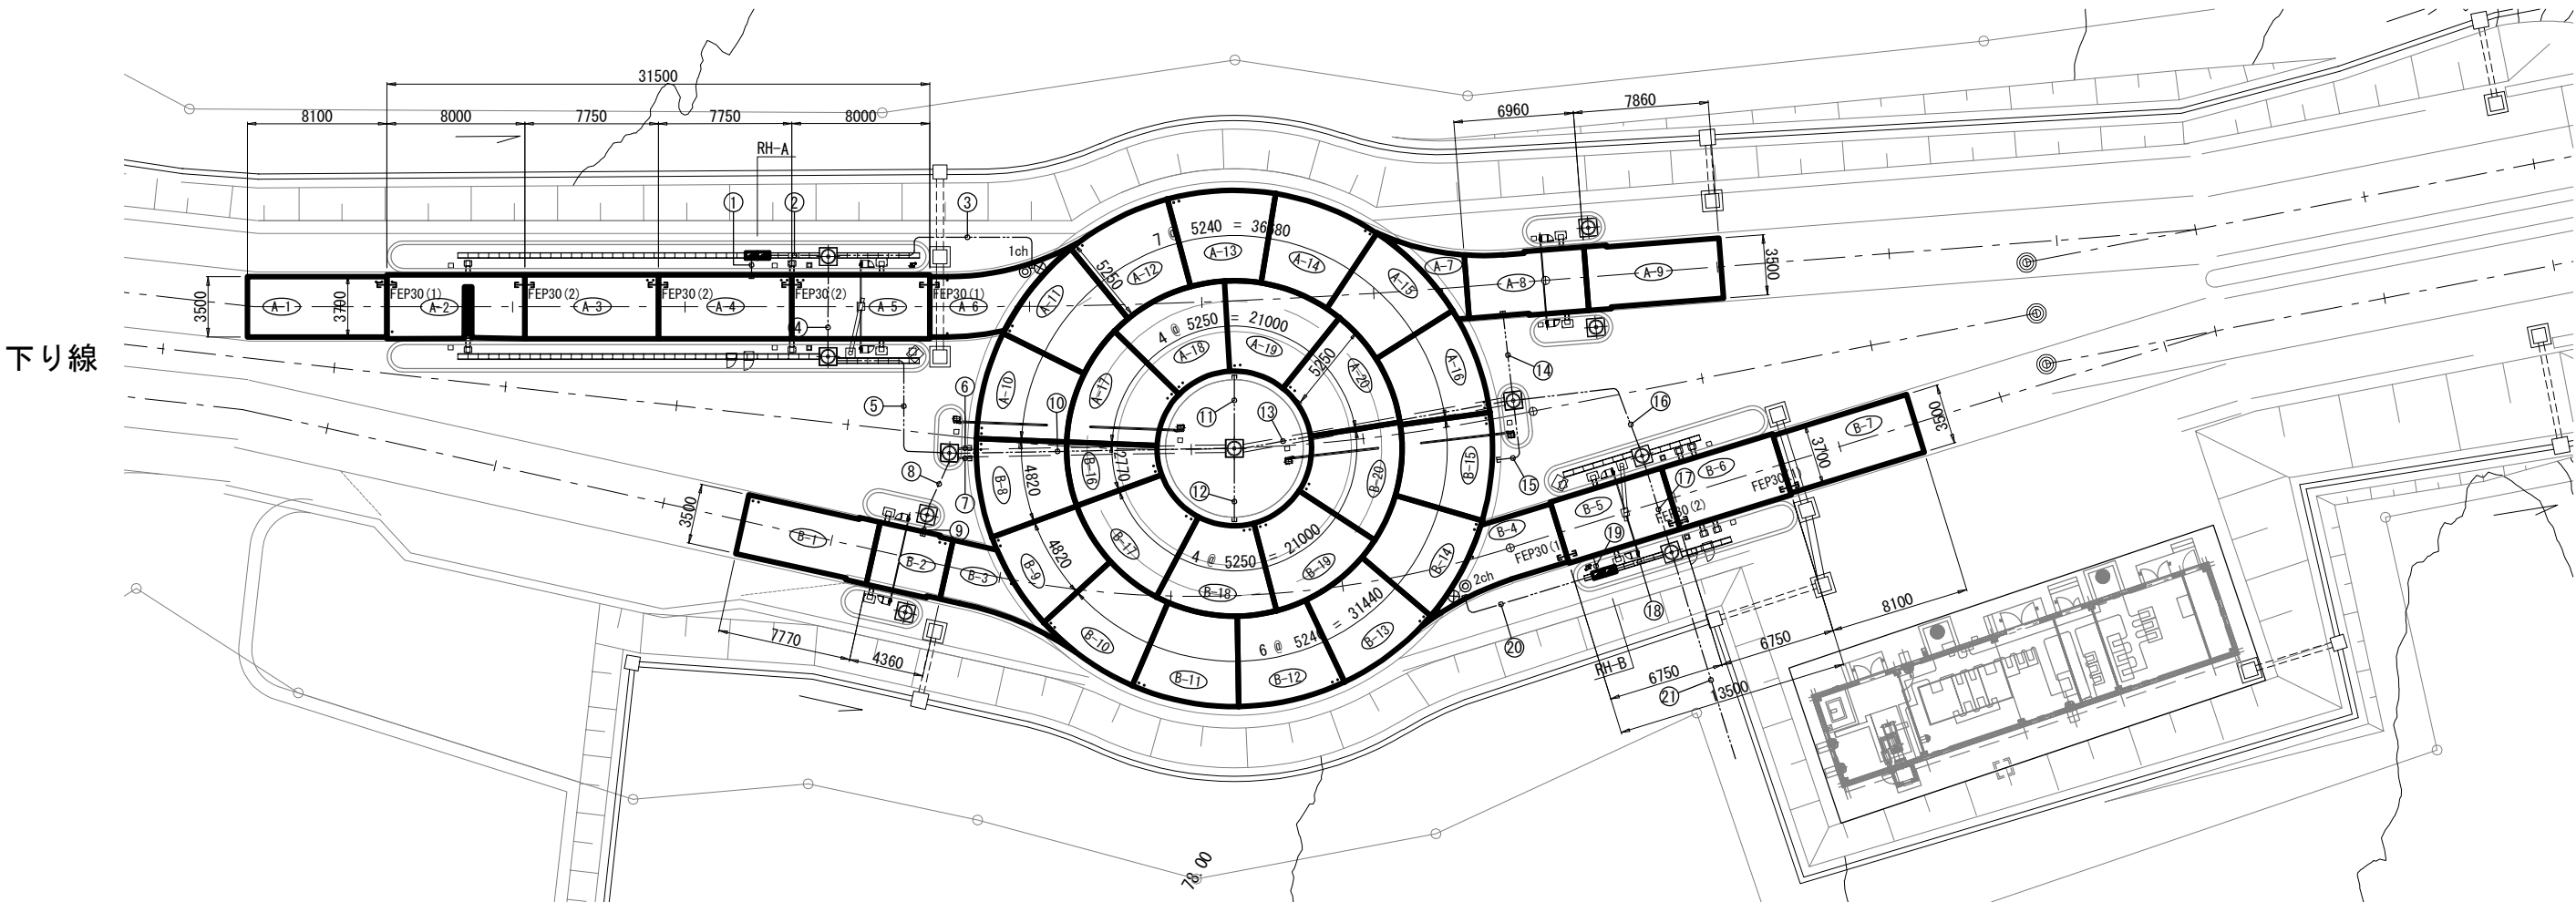 31500
8100
8000
7750
7750
8000
6960
7860
RH-A
1
2
3
1ch
7 @ 5240 = 36680
A-13
A-12
A-14
5250
A-15
A-7
A-8
A-9
3500
3500
3700
A-1
FEP30(1)
A-2
FEP30(2)
A-3
FEP30(2)
A-4
FEP30(2)
A-5
FEP30(1)
A-6
A-11
4
下り線
4 @ 5250 = 21000
A-18
A-19
5250
A-20
A-16
A-10
A-17
14
5
6
10
11
13
16
7
8
9
12
15
B-8
4820
B-16
2770
B-20
B-15
B-7
3500
3700
B-6
FEP30(1)
17
B-5
FEP30(2)
B-4
FEP30(1
19
18
3500
B-1
B-2
B-3
B-9
4820
B-17
4 @ 5250 = 21000
B-18
B-19
B-14
2ch
20
7770
4360
B-10
B-11
B-12
B-13
6 @ 5240 = 31440
RH-B
6750
6750
8100
13500
21
78.00